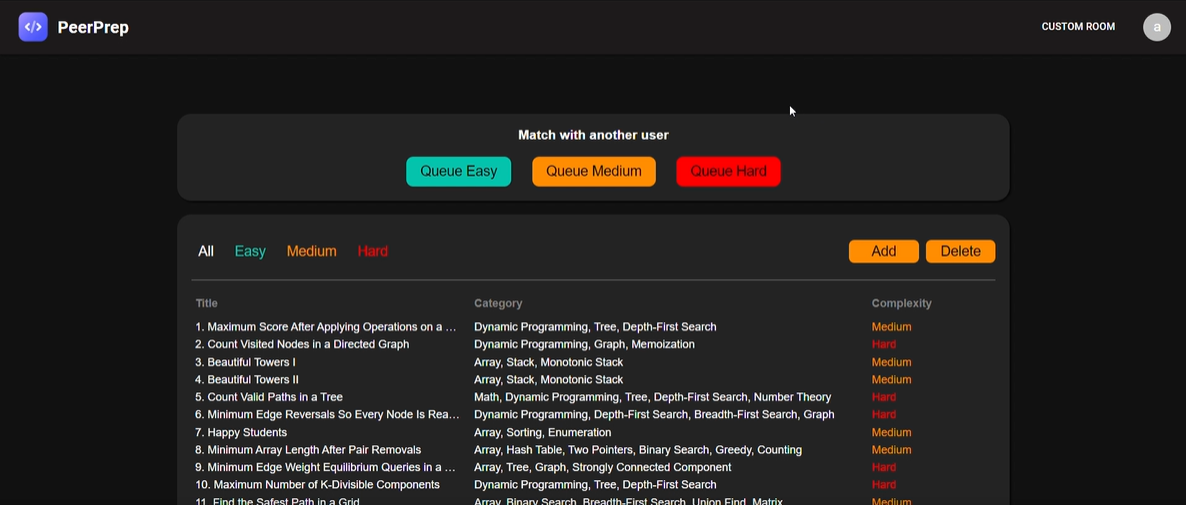 </> PeerPrep CUSTOM ROOM a
Match with another user
Queue Easy Queue Medium Queue Hard
All Easy Medium Hard Add Delete
Title Category Complexity
1. Maximum Score After Applying Operations on a ... Dynamic Programming, Tree, Depth-First Search Medium
2. Count Visited Nodes in a Directed Graph Dynamic Programming, Graph, Memoization Hard
3. Beautiful Towers I Array, Stack, Monotonic Stack Medium
4. Beautiful Towers II Array, Stack, Monotonic Stack Medium
5. Count Valid Paths in a Tree Math, Dynamic Programming, Tree, Depth-First Search, Number Theory Hard
6. Minimum Edge Reversals So Every Node Is Rea... Dynamic Programming, Depth-First Search, Breadth-First Search, Graph Hard
7. Happy Students Array, Sorting, Enumeration Medium
8. Minimum Array Length After Pair Removals Array, Hash Table, Two Pointers, Binary Search, Greedy, Counting Medium
9. Minimum Edge Weight Equilibrium Queries in a ... Array, Tree, Graph, Strongly Connected Component Hard
10. Maximum Number of K-Divisible Components Dynamic Programming, Tree, Depth-First Search Hard
11. Find the Safest Path in a Grid Array, Binary Search, Breadth-First Search, Union Find, Matrix Medium